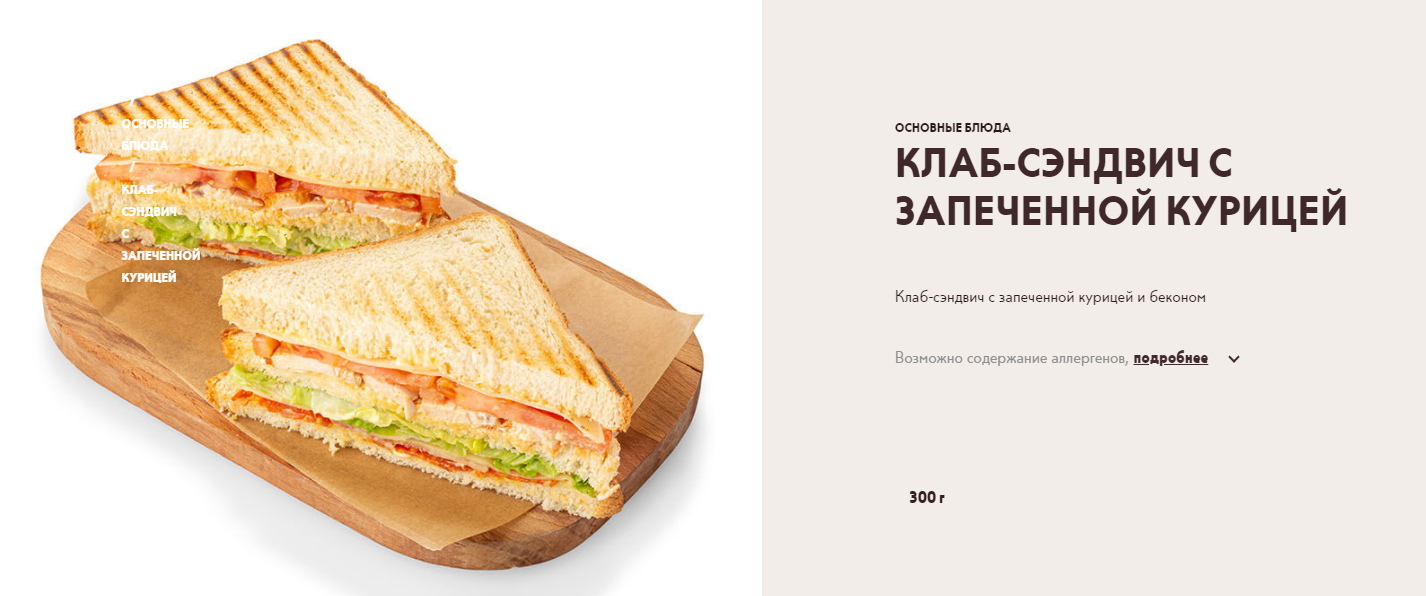 /
ОСНОВНЫЕ
БЛЮДА
/
КЛАБ-
СЭНДВИЧ
С
ЗАПЕЧЕННОЙ
КУРИЦЕЙ
ОСНОВНЫЕ БЛЮДА
КЛАБ-СЭНДВИЧ С
ЗАПЕЧЕННОЙ КУРИЦЕЙ
Клаб-сэндвич с запеченной курицей и беконом
Возможно содержание аллергенов, подробнее
300 г